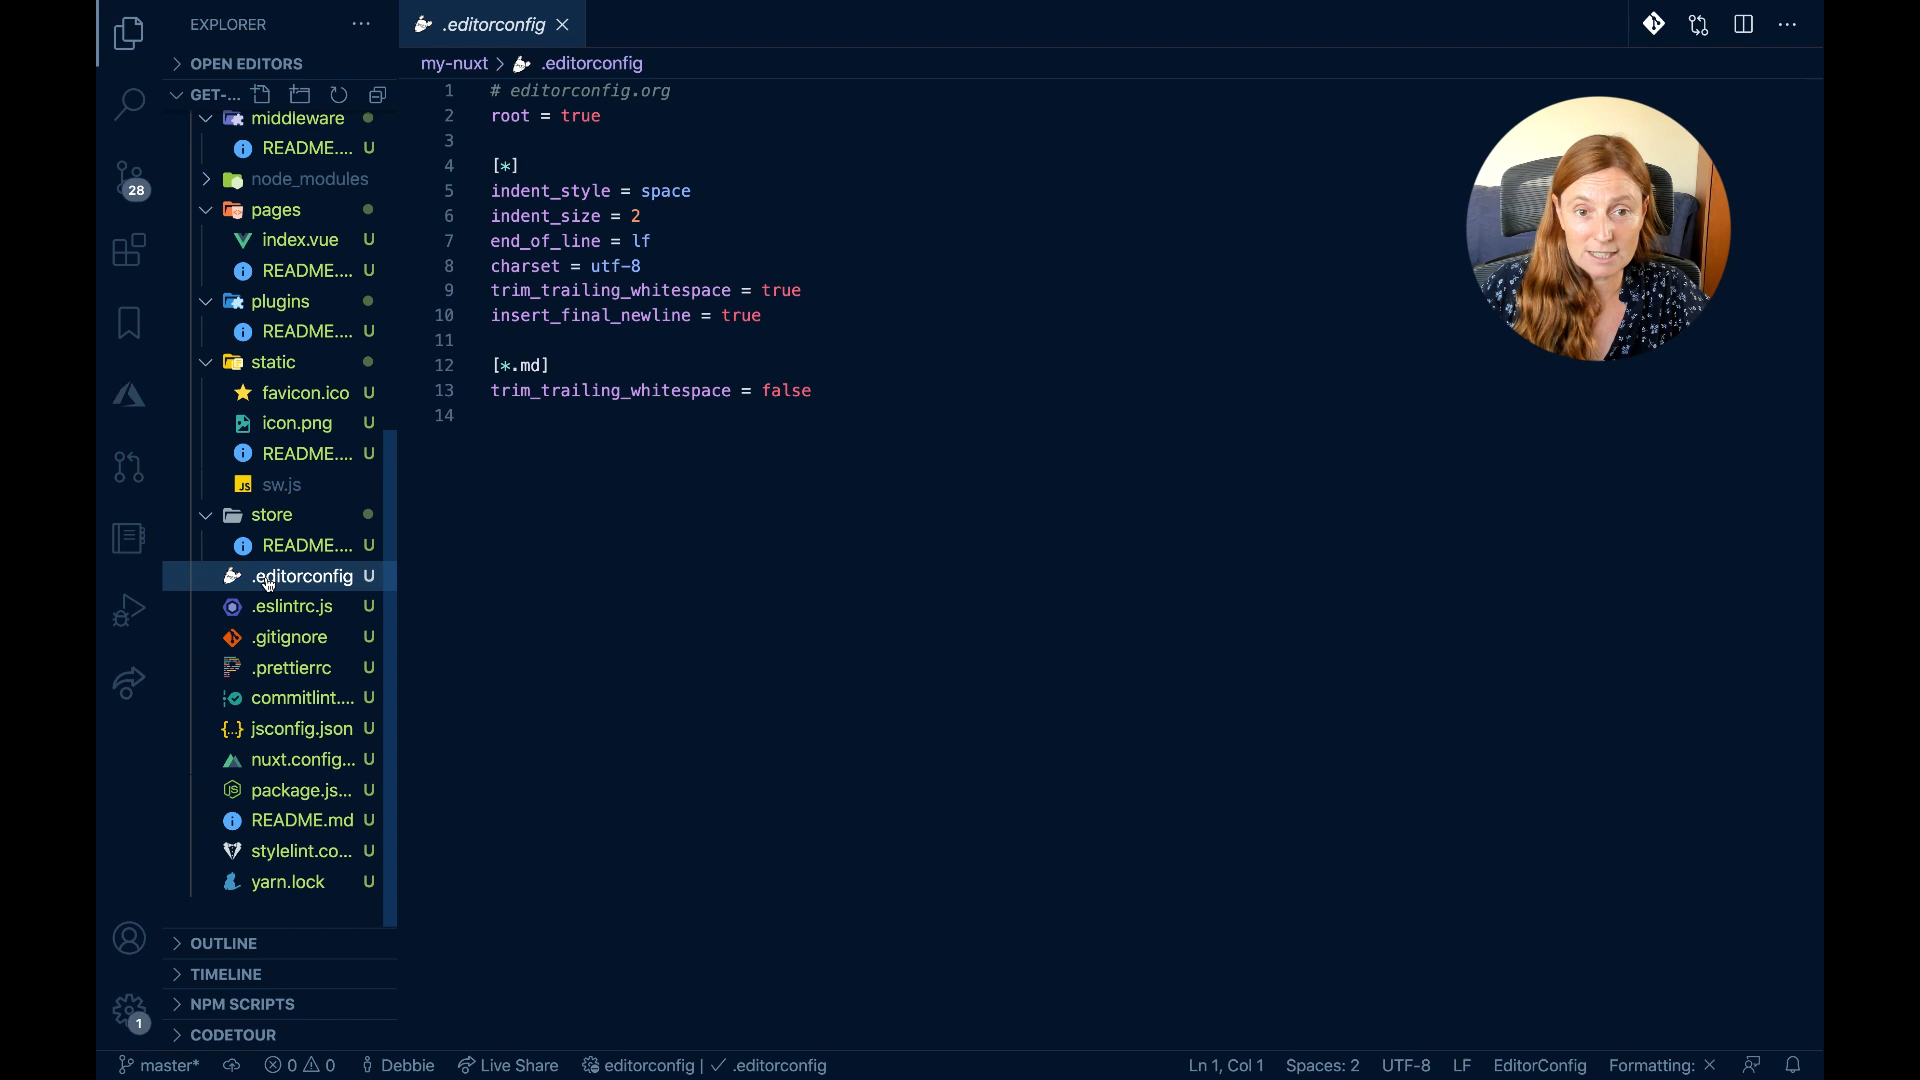 EXPLORER
OPEN EDITORS
GET-...
middleware
README.... U
node_modules
pages
index.vue U
README.... U
plugins
README.... U
static
favicon.ico U
icon.png U
README.... U
JS sw.js
store
README.... U
.editorconfig U
.eslintrc.js U
.gitignore U
.prettierrc U
commitlint.... U
{..} jsconfig.json U
nuxt.config... U
package.js... U
README.md U
stylelint.co... U
yarn.lock U
OUTLINE
TIMELINE
NPM SCRIPTS
CODETOUR
28
1
.editorconfig
my-nuxt > .editorconfig
1 # editorconfig.org
2 root = true
3
4 [*]
5 indent_style = space
6 indent_size = 2
7 end_of_line = lf
8 charset = utf-8
9 trim_trailing_whitespace = true
10 insert_final_newline = true
11
12 [*.md]
13 trim_trailing_whitespace = false
14
master* 0 0 Debbie Live Share editorconfig | ✓ .editorconfig Ln 1, Col 1 Spaces: 2 UTF-8 LF EditorConfig Formatting: ×